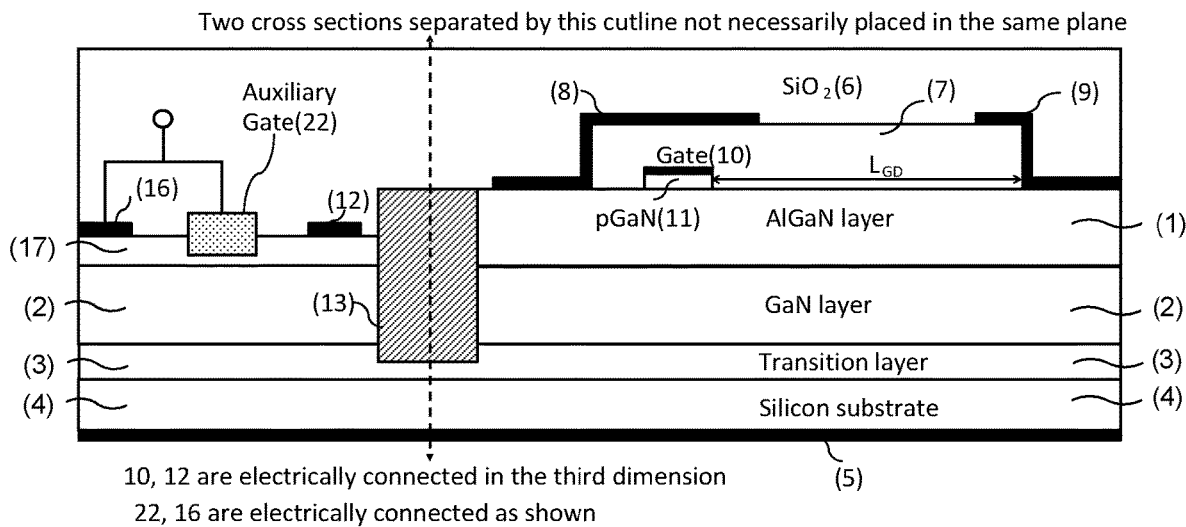 Two cross sections separated by this cutline not necessarily placed in the same plane
SiO2(6)
(7)
(8)
(9)
Auxiliary
Gate(22)
Gate(10)
LGD
(16)
(12)
pGaN(11)
AlGaN layer
(1)
(17)
(2)
(13)
GaN layer
(2)
(3)
Transition layer
(3)
(4)
Silicon substrate
(4)
(5)
10, 12 are electrically connected in the third dimension
22, 16 are electrically connected as shown